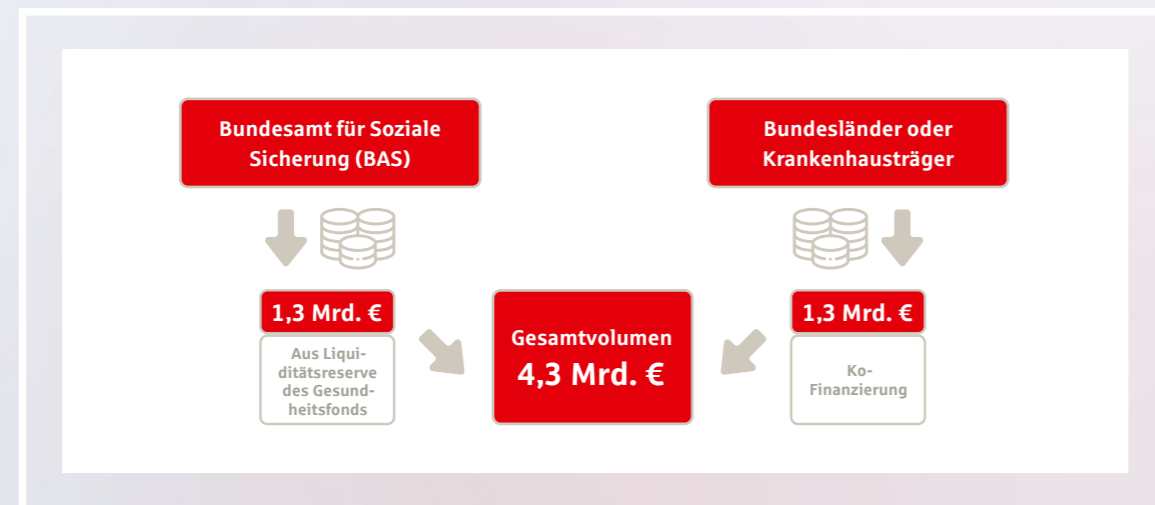 Bundesamt für Soziale
Sicherung (BAS)
Bundesländer oder
Krankenhausträger
1,3 Mrd. €
Aus Liqui-
ditätsreserve
des Gesund-
heitsfonds
Gesamtvolumen
4,3 Mrd. €
1,3 Mrd. €
Ko-
Finanzierung